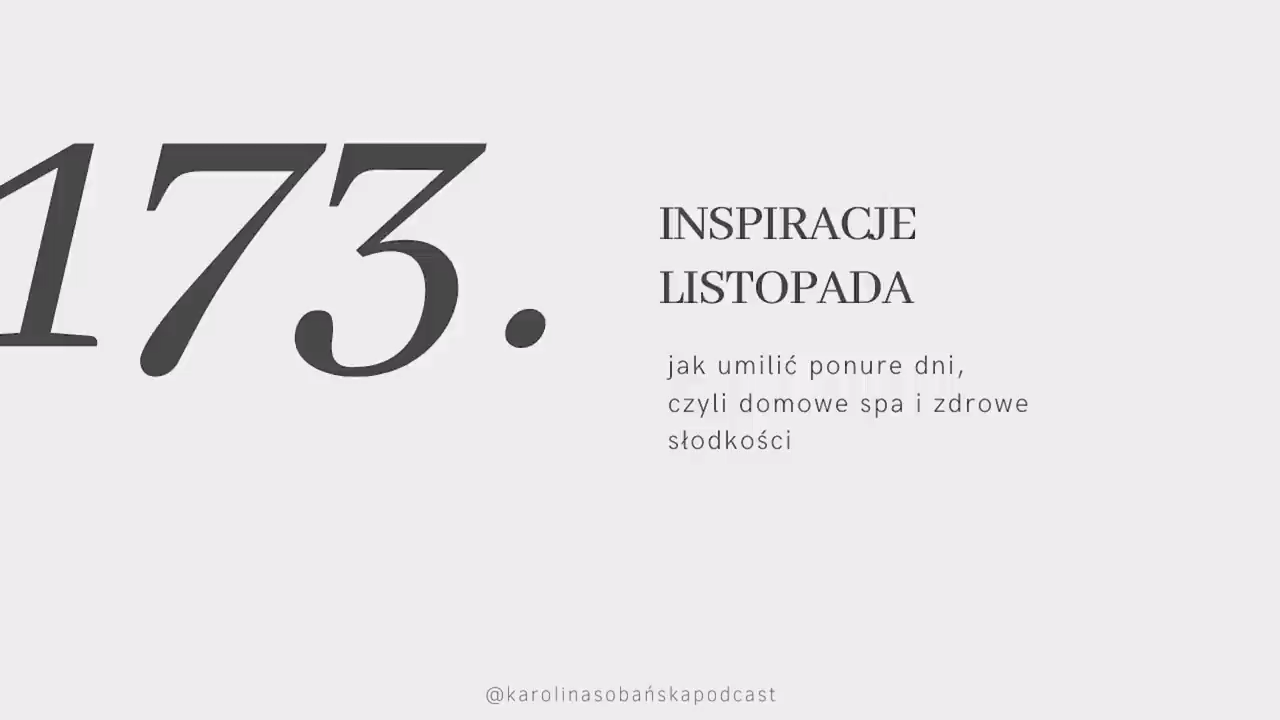 173.
INSPIRACJE
LISTOPADA
jak umilić ponure dni,
czyli domowe spa i zdrowe
słodkości
@karolinasobańskapodcast